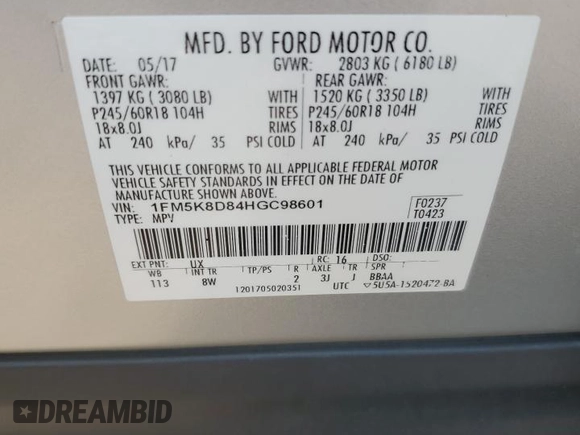 MFD. BY FORD MOTOR CO.
DATE: 05/17 GVWR: 2803 KG ( 6180 LB)
FRONT GAWR: REAR GAWR:
1397 KG ( 3080 LB) WITH 1520 KG ( 3350 LB) WITH
P245/60R18 104H TIRES P245/60R18 104H TIRES
18x8.0J RIMS 18x8.0J RIMS
AT 240 kPa/ 35 PSI COLD AT 240 kPa/ 35 PSI COLD
THIS VEHICLE CONFORMS TO ALL APPLICABLE FEDERAL MOTOR
VEHICLE SAFETY STANDARDS IN EFFECT ON THE DATE OF
MANUFACTURE SHOWN ABOVE.
VIN: 1FM5K8D84HGC98601 F0237
TYPE: MPV T0423
EXT PNT: UX RC: 16 DSO:
WB INT TR TP/PS R AXLE TR SPR
113 8W 2 3J J BBAA
1201705020351 UTC ▽5U5A-1520472-BA
DREAMBID